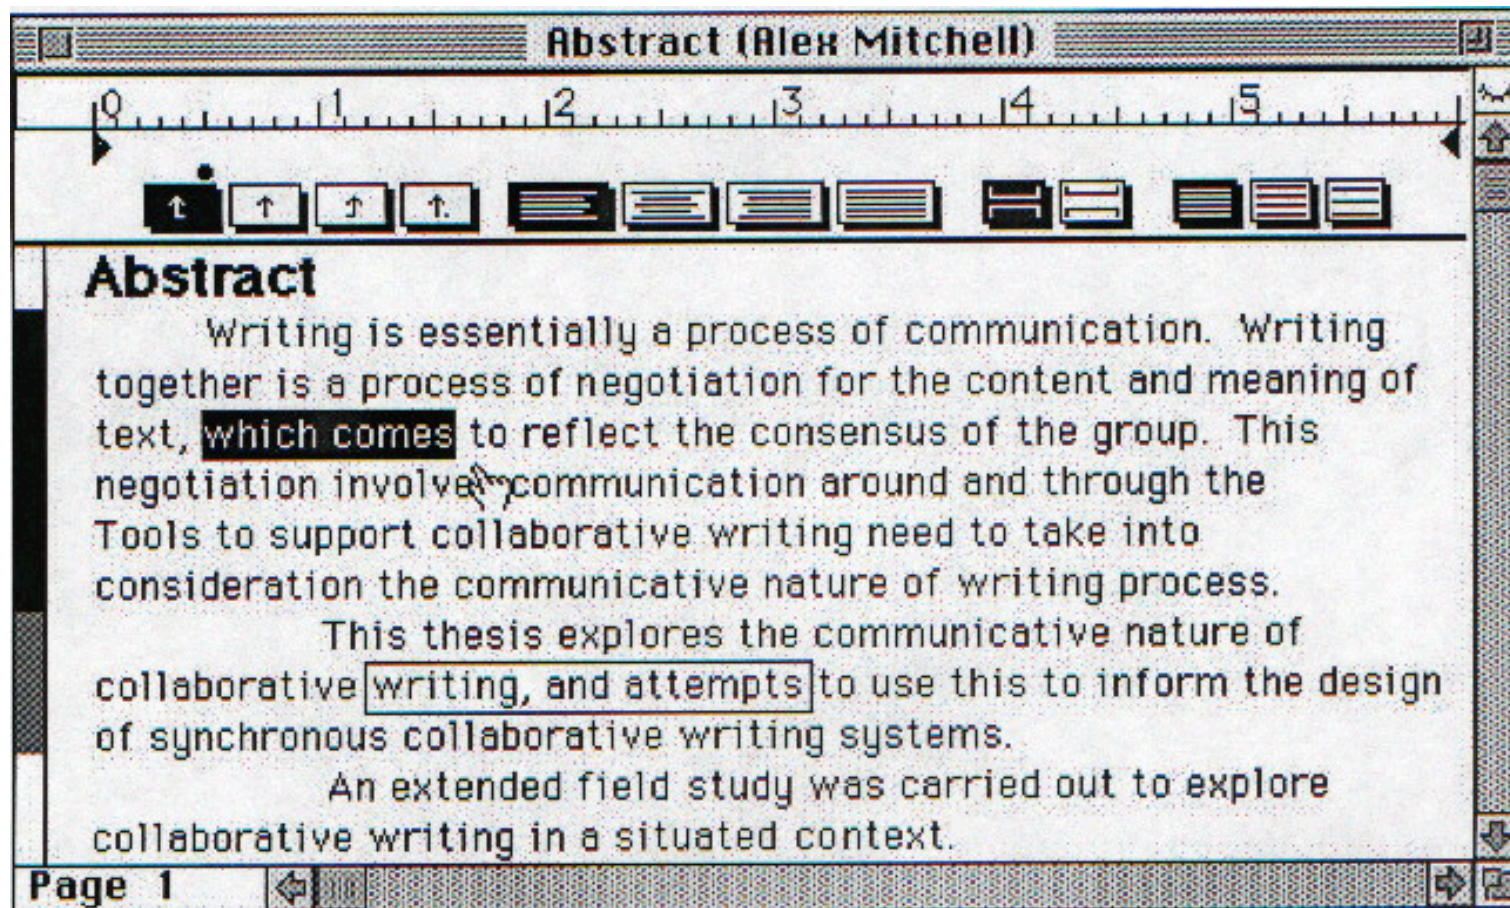 Abstract (Alex Mitchell)
0 1 2 3 4 5
Abstract
Writing is essentially a process of communication. Writing
together is a process of negotiation for the content and meaning of
text, which comes to reflect the consensus of the group. This
negotiation involve communication around and through the
Tools to support collaborative writing need to take into
consideration the communicative nature of writing process.
This thesis explores the communicative nature of
collaborative writing, and attempts to use this to inform the design
of synchronous collaborative writing systems.
An extended field study was carried out to explore
collaborative writing in a situated context.
Page 1